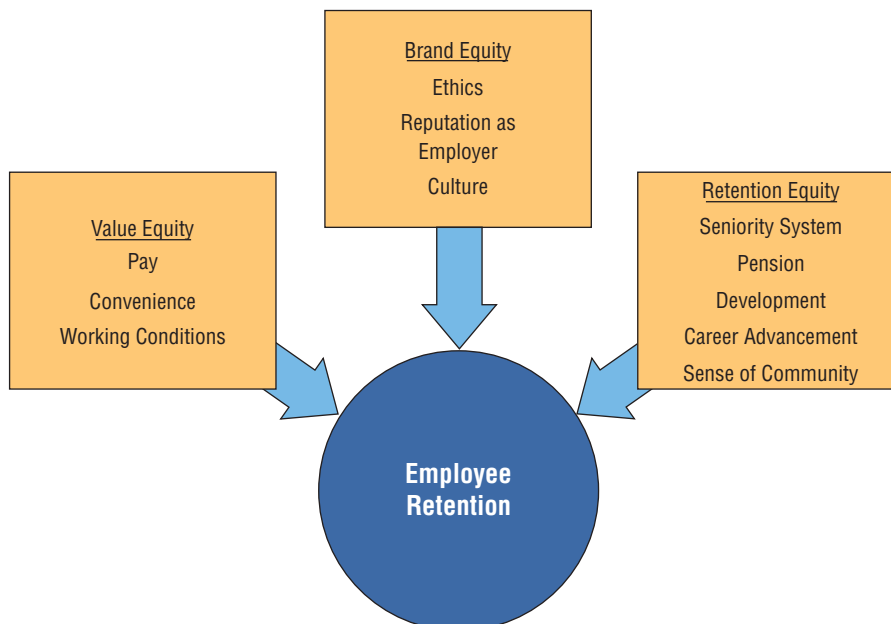 Brand Equity
Ethics
Reputation as
Employer
Culture
Value Equity
Pay
Convenience
Working Conditions
Retention Equity
Seniority System
Pension
Development
Career Advancement
Sense of Community
Employee
Retention